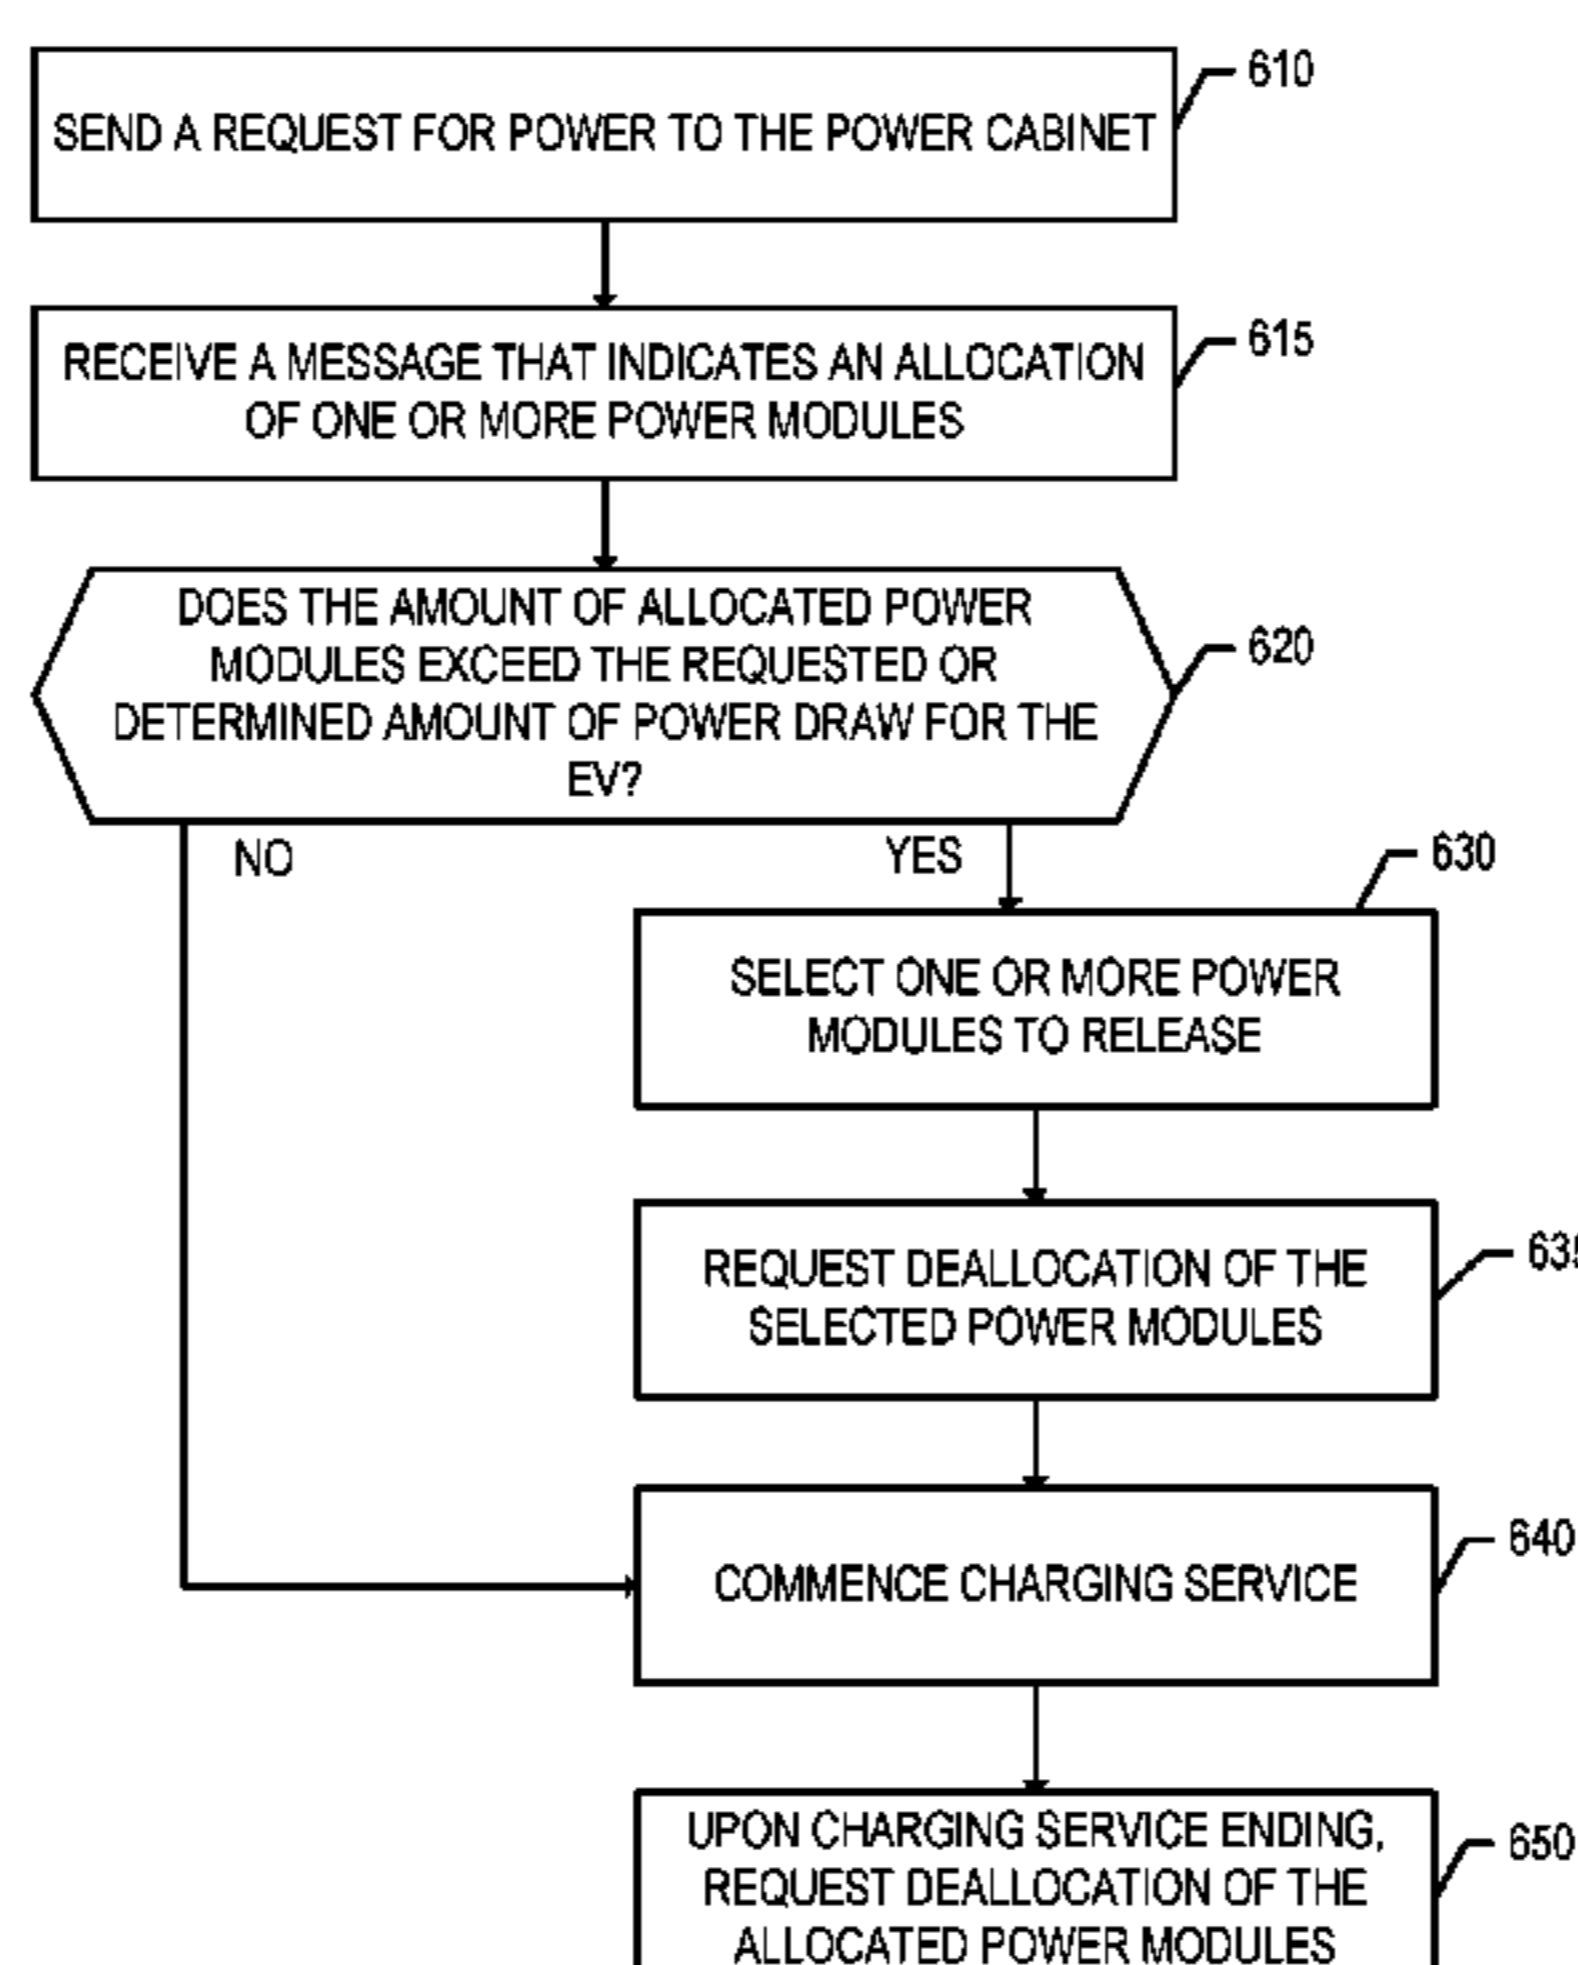 610
SEND A REQUEST FOR POWER TO THE POWER CABINET
615
RECEIVE A MESSAGE THAT INDICATES AN ALLOCATION
OF ONE OR MORE POWER MODULES
620
DOES THE AMOUNT OF ALLOCATED POWER
MODULES EXCEED THE REQUESTED OR
DETERMINED AMOUNT OF POWER DRAW FOR THE
EV?
NO
YES
630
SELECT ONE OR MORE POWER
MODULES TO RELEASE
635
REQUEST DEALLOCATION OF THE
SELECTED POWER MODULES
640
COMMENCE CHARGING SERVICE
650
UPON CHARGING SERVICE ENDING,
REQUEST DEALLOCATION OF THE
ALLOCATED POWER MODULES